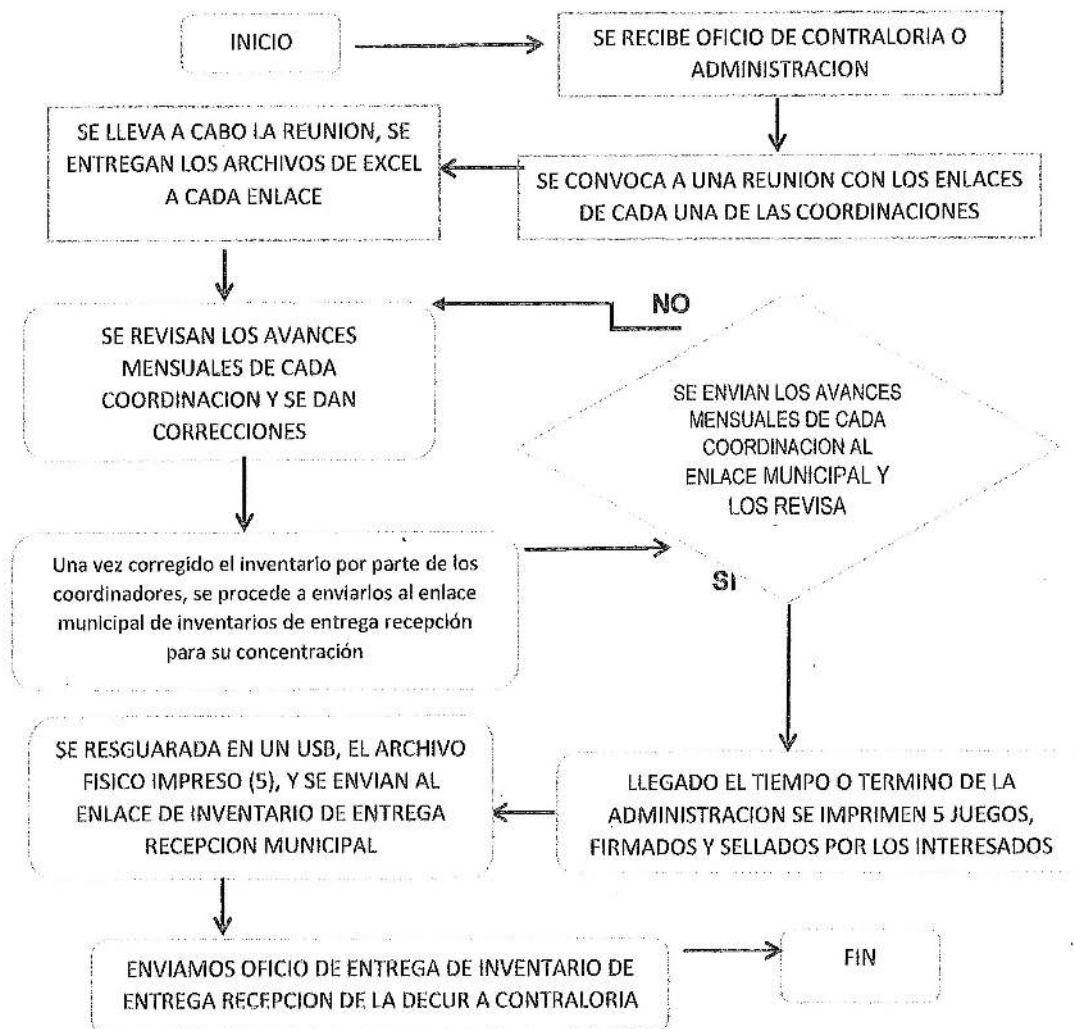 INICIO
SE RECIBE OFICIO DE CONTRALORIA O
ADMINISTRACION
SE CONVOCA A UNA REUNION CON LOS ENLACES
DE CADA UNA DE LAS COORDINACIONES
SE LLEVA A CABO LA REUNION, SE
ENTREGAN LOS ARCHIVOS DE EXCEL
A CADA ENLACE
SE REVISAN LOS AVANCES
MENSUALES DE CADA
COORDINACION Y SE DAN
CORRECCIONES
Una vez corregido el inventario por parte de los
coordinadores, se procede a enviarlos al enlace
municipal de inventarios de entrega recepción
para su concentración
SE ENVIAN LOS AVANCES
MENSUALES DE CADA
COORDINACION AL
ENLACE MUNICIPAL Y
LOS REVISA
NO
SI
LLEGADO EL TIEMPO O TERMINO DE LA
ADMINISTRACION SE IMPRIMEN 5 JUEGOS,
FIRMADOS Y SELLADOS POR LOS INTERESADOS
SE RESGUARADA EN UN USB, EL ARCHIVO
FISICO IMPRESO (5), Y SE ENVIAN AL
ENLACE DE INVENTARIO DE ENTREGA
RECEPCION MUNICIPAL
ENVIAMOS OFICIO DE ENTREGA DE INVENTARIO DE
ENTREGA RECEPCION DE LA DECUR A CONTRALORIA
FIN